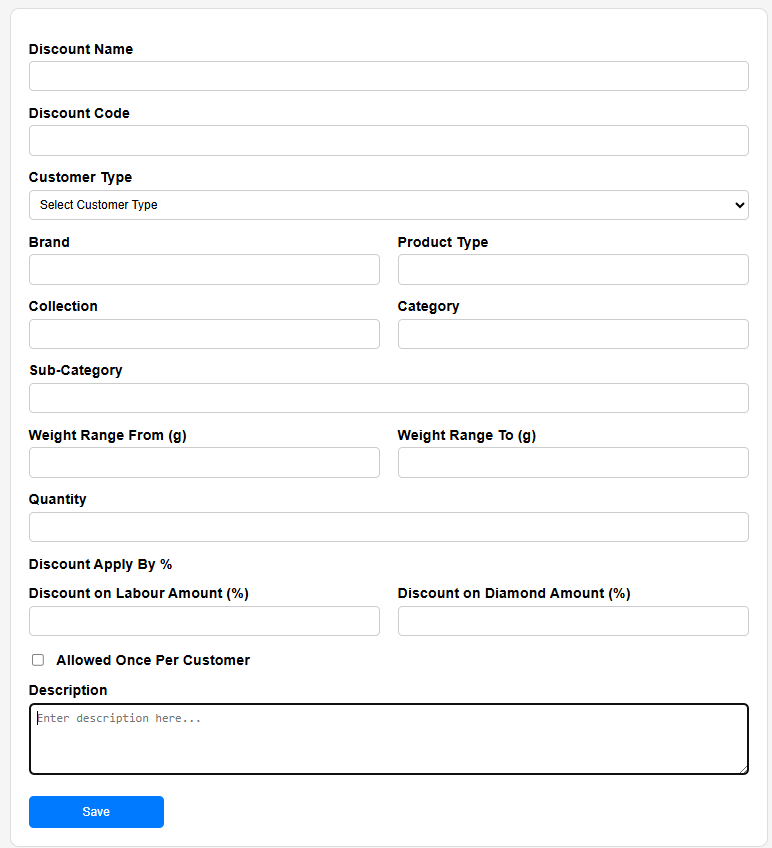 Discount Name
Discount Code
Customer Type
Select Customer Type
Brand Product Type
Collection Category
Sub-Category
Weight Range From (g) Weight Range To (g)
Quantity
Discount Apply By %
Discount on Labour Amount (%) Discount on Diamond Amount (%)
Allowed Once Per Customer
Description
Enter description here...
Save